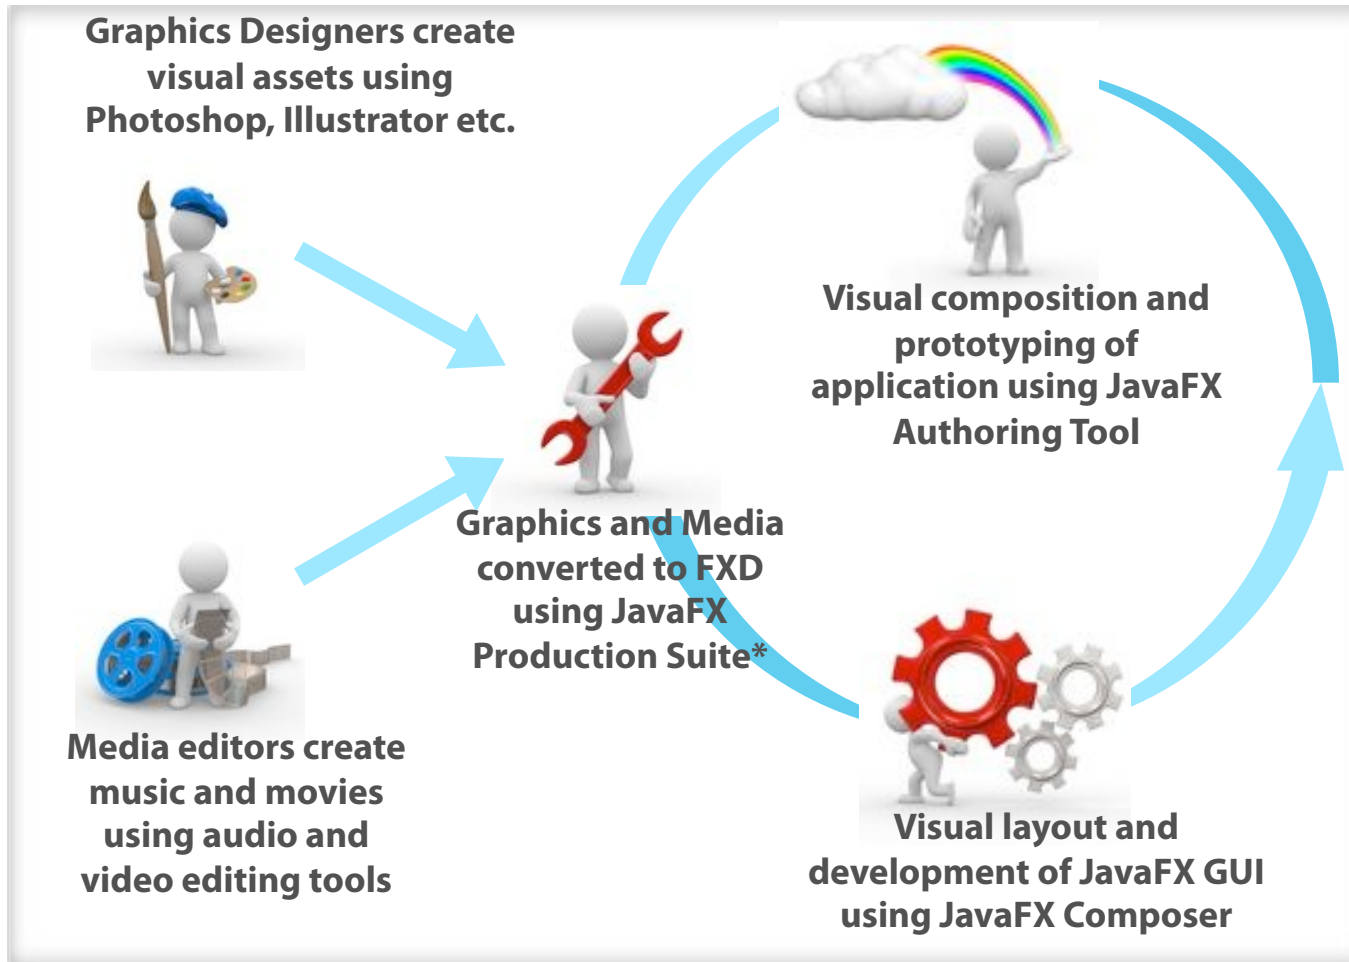 Graphics Designers create
visual assets using
Photoshop, Illustrator etc.
Visual composition and
prototyping of
application using JavaFX
Authoring Tool
Graphics and Media
converted to FXD
using JavaFX
Production Suite*
Media editors create
music and movies
using audio and
video editing tools
Visual layout and
development of JavaFX GUI
using JavaFX Composer